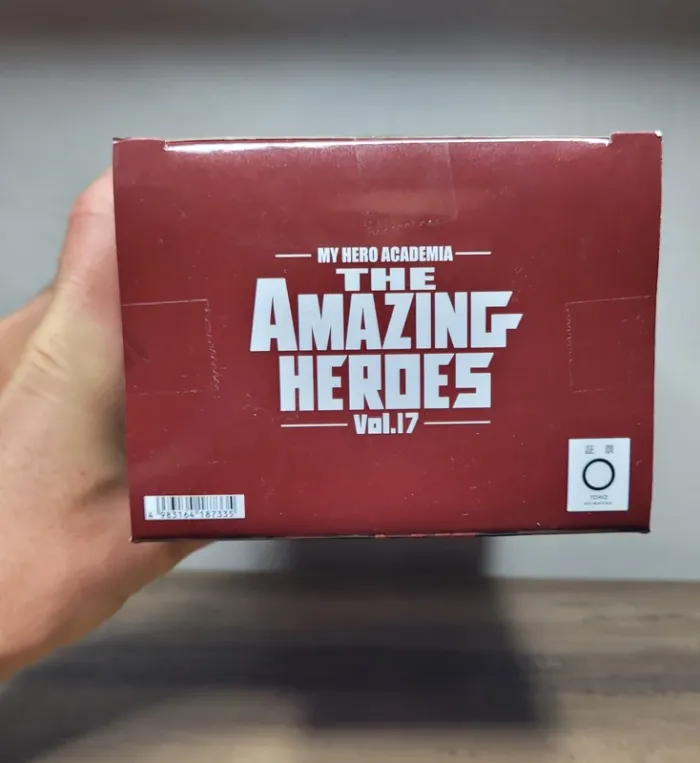 MY HERO ACADEMIA
THE
AMAZING
HEROES
Vol.17
4 983164 187335
証 票
TOHO